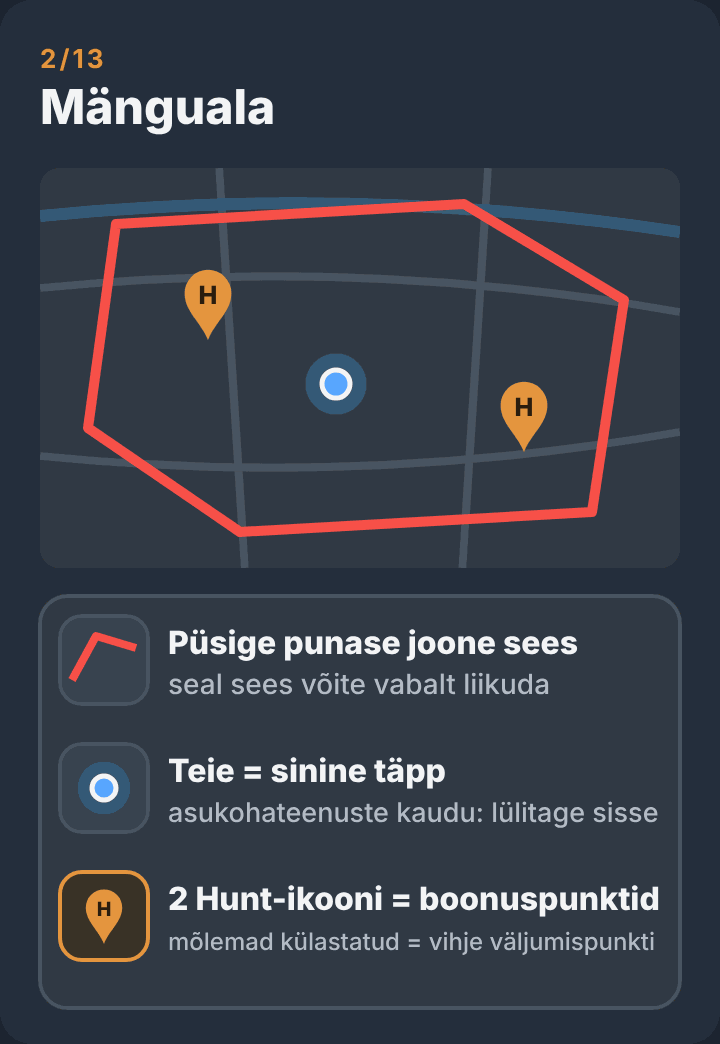 2/13
Mänguala
H
H
Püsige punase joone sees
seal sees võite vabalt liikuda
Teie = sinine täpp
asukohateenuste kaudu: lülitage sisse
H
2 Hunt-ikooni = boonuspunktid
mõlemad külastatud = vihje väljumispunkti